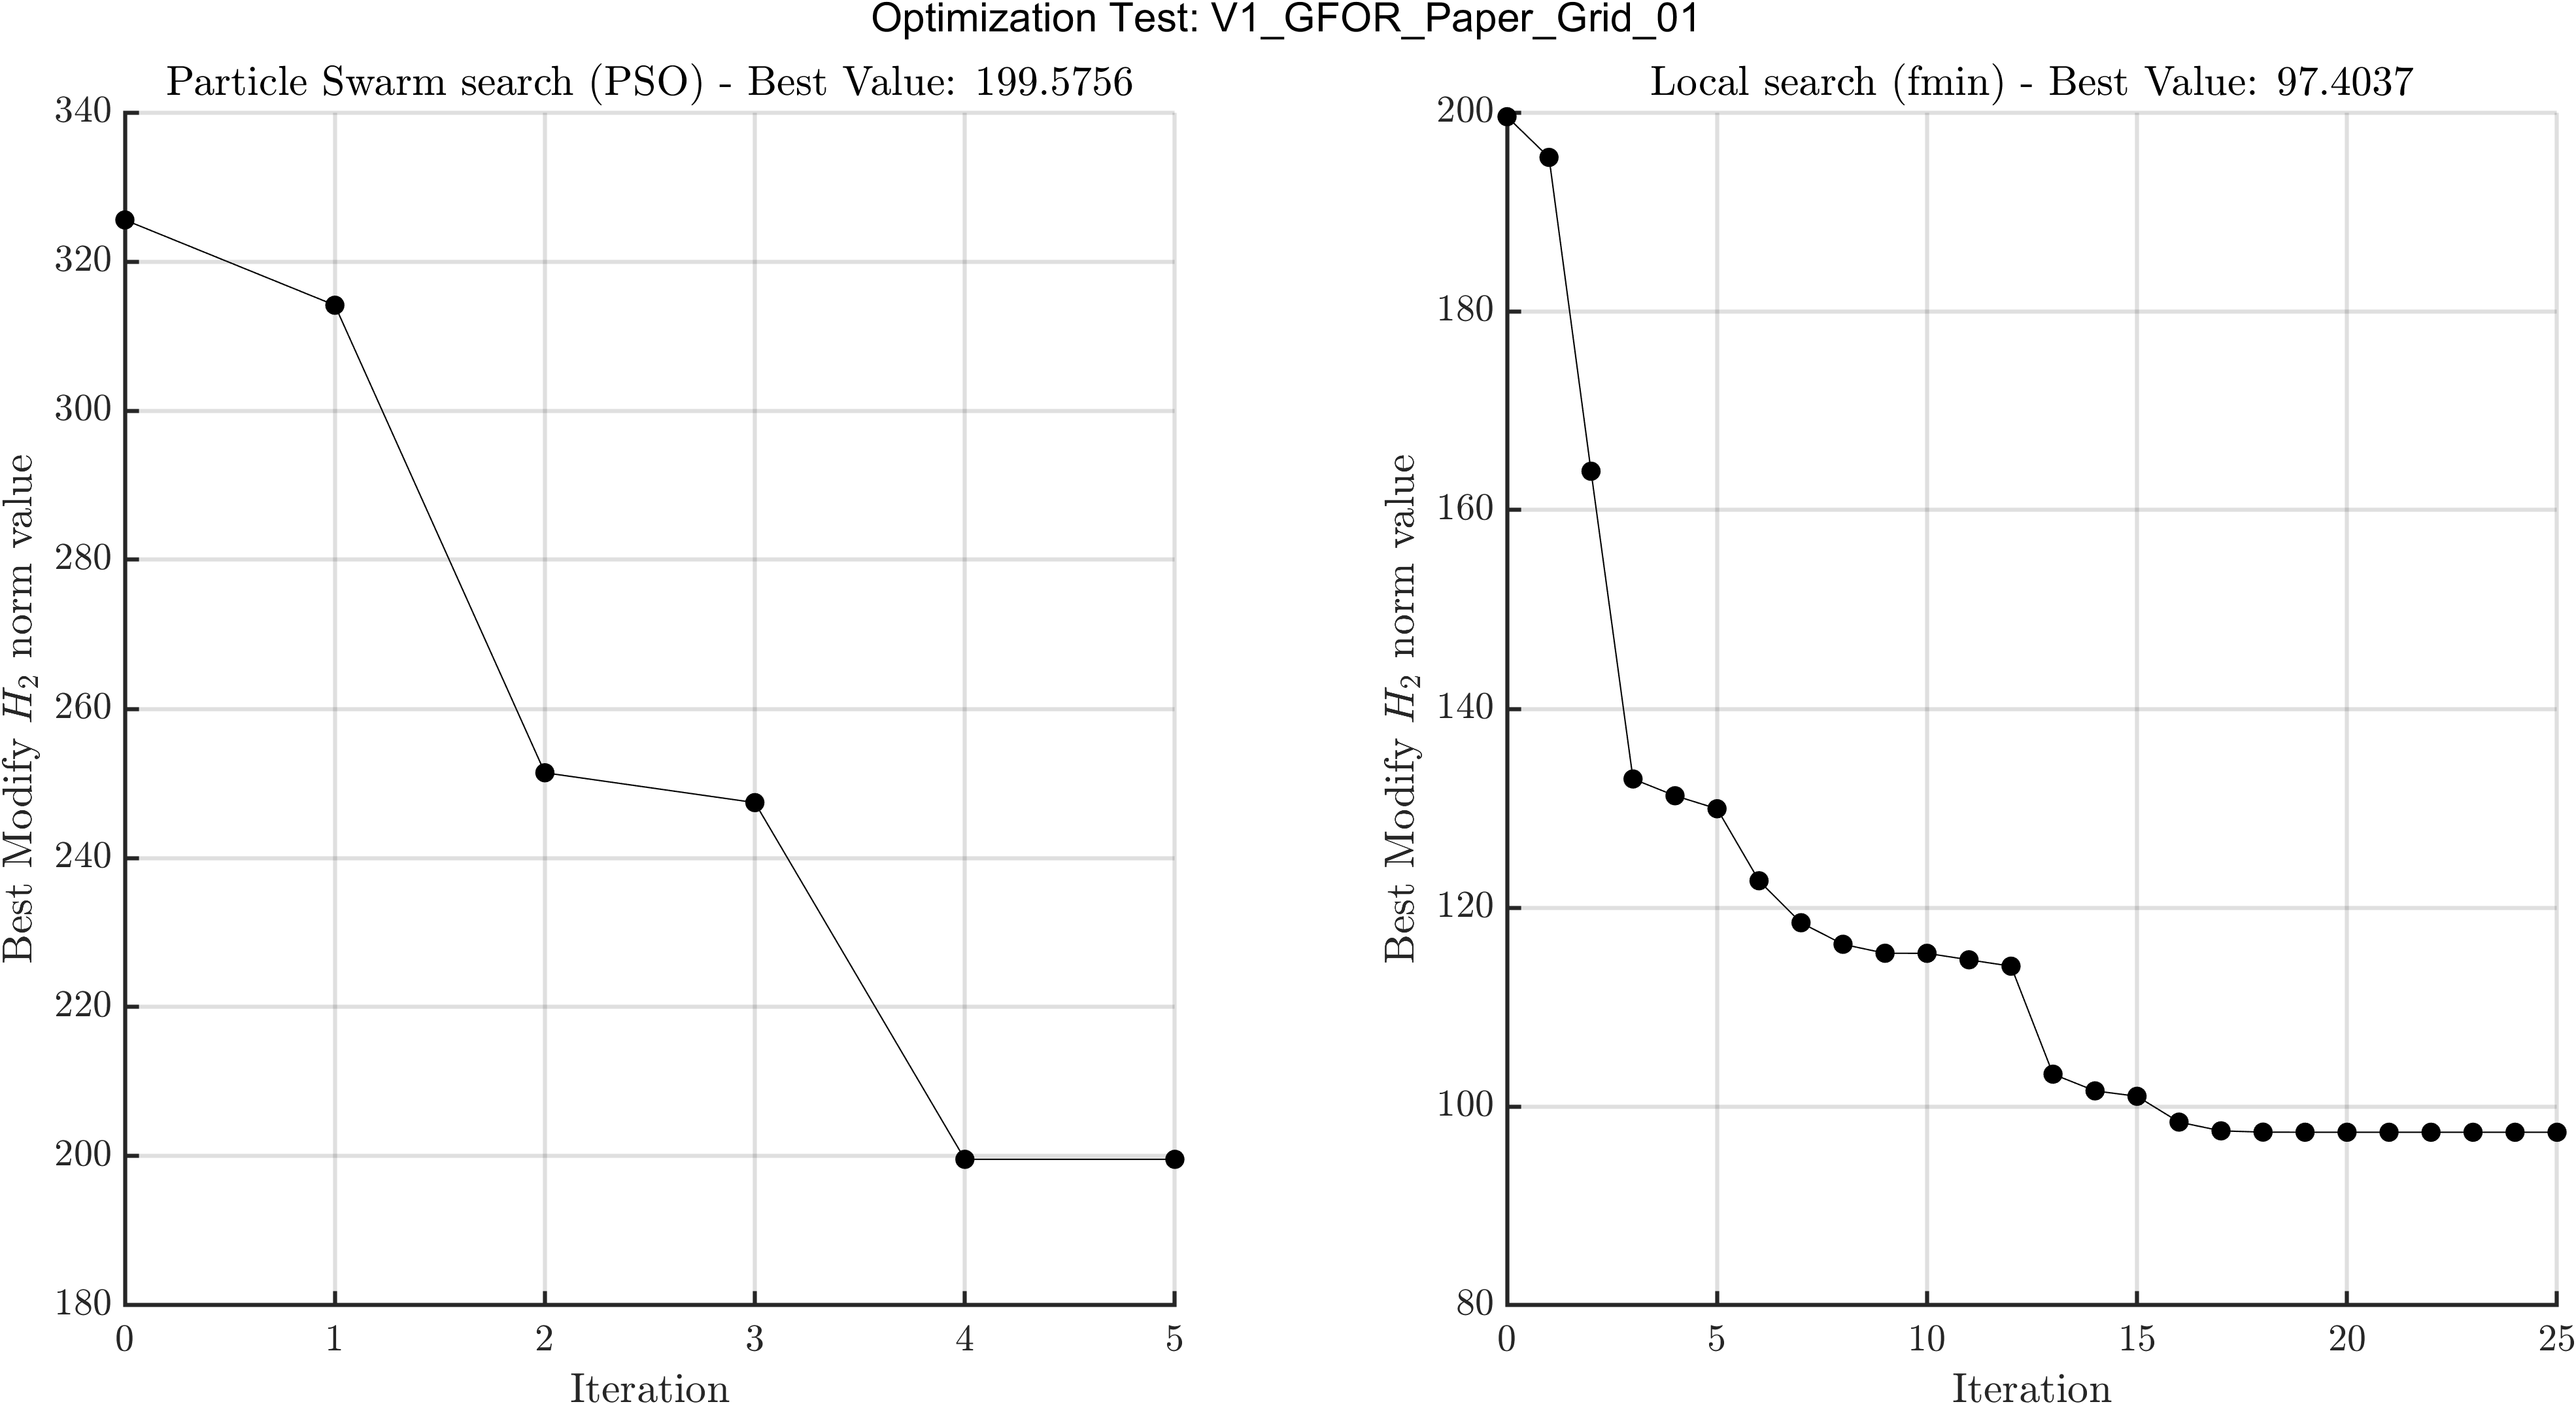 Optimization Test: V1_GFOR_Paper_Grid_01
Particle Swarm search (PSO) - Best Value: 199.5756
340
320
300
280
260
240
220
200
180
Best Modify H₂ norm value
0 1 2 3 4 5
Iteration
Local search (fmin) - Best Value: 97.4037
200
180
160
140
120
100
80
Best Modify H₂ norm value
0 5 10 15 20 25
Iteration